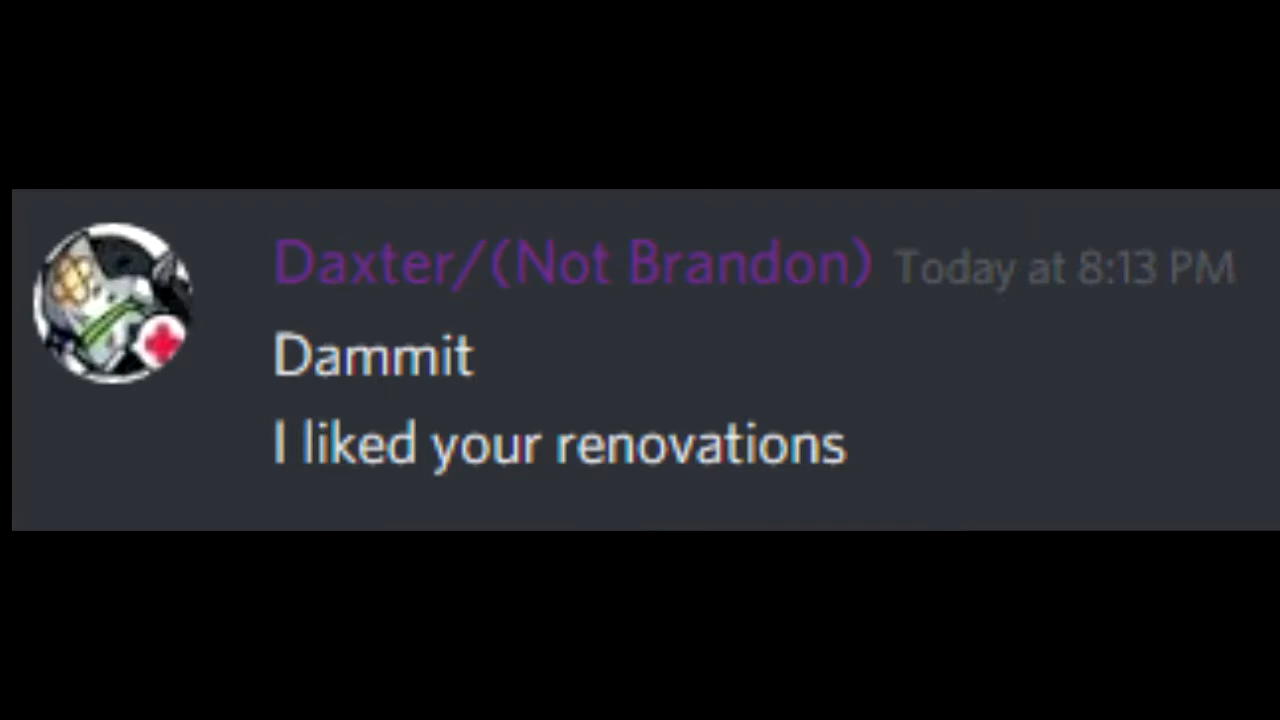 Daxter/(Not Brandon) Today at 8:13 PM
Dammit
I liked your renovations